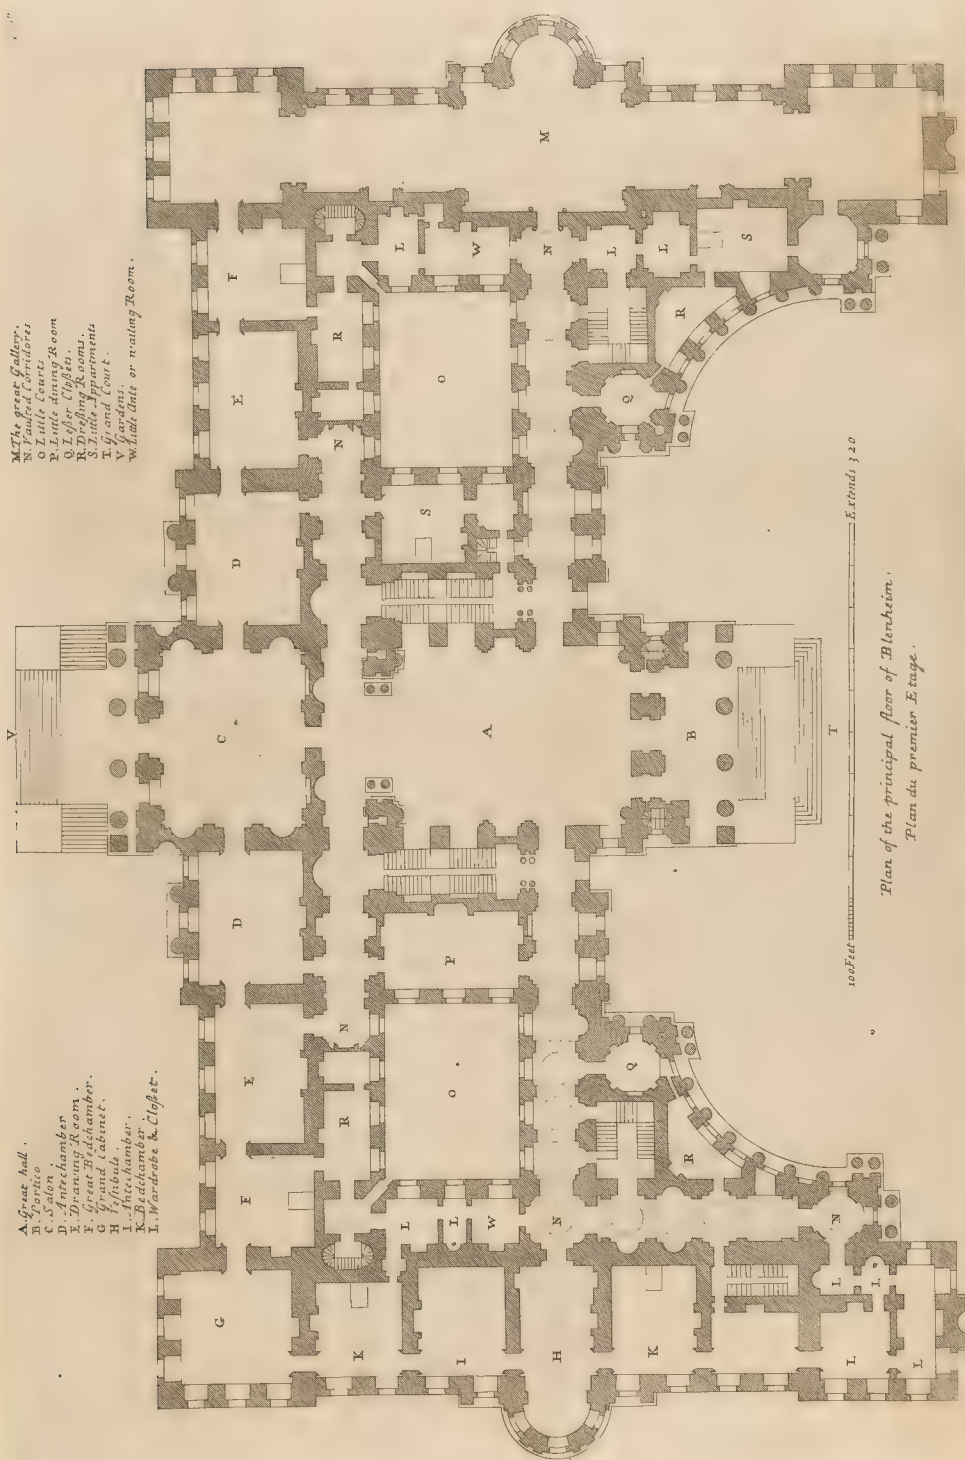 A. Great hall.
B. Portico
C. Salon.
D. Antechamber
E. Drawing Room.
F. Great Bedchamber.
G Grand Cabinet.
H Vestibule.
I. Antechamber.
K. Bedchamber.
L. Wardrobe & Closset.
M. The great Gallery.
N. Vaulted Corridores
O Little Courts
P. Little dining Room
Q. Lesser Clossets.
R. Dressing Rooms.
S. Little Appartments
T. Grand Court.
V Gardens.
W. Little Ante or waiting Room.
V
G F E D C D E F
K R N N R
L L W O P S O L W
I
H N A N M
K L L S
R Q Q R
N B
L L
L
L T
100 Feet Extends 320
Plan of the principal floor of Blenheim.
Plan du premier Etage.